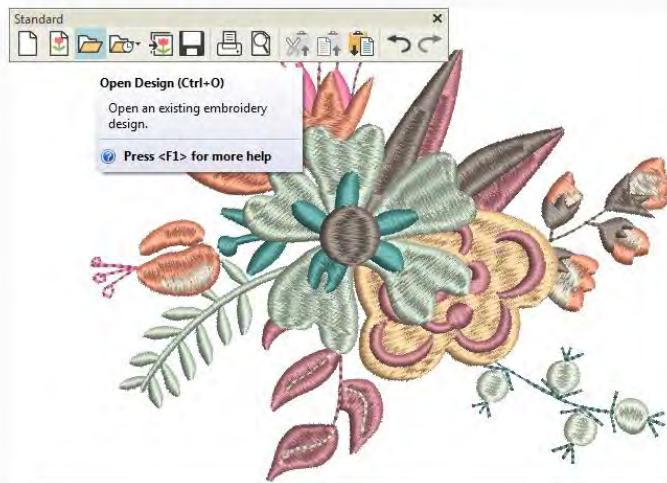 Standard
Open Design (Ctrl+O)
Open an existing embroidery
design.
Press <F1> for more help